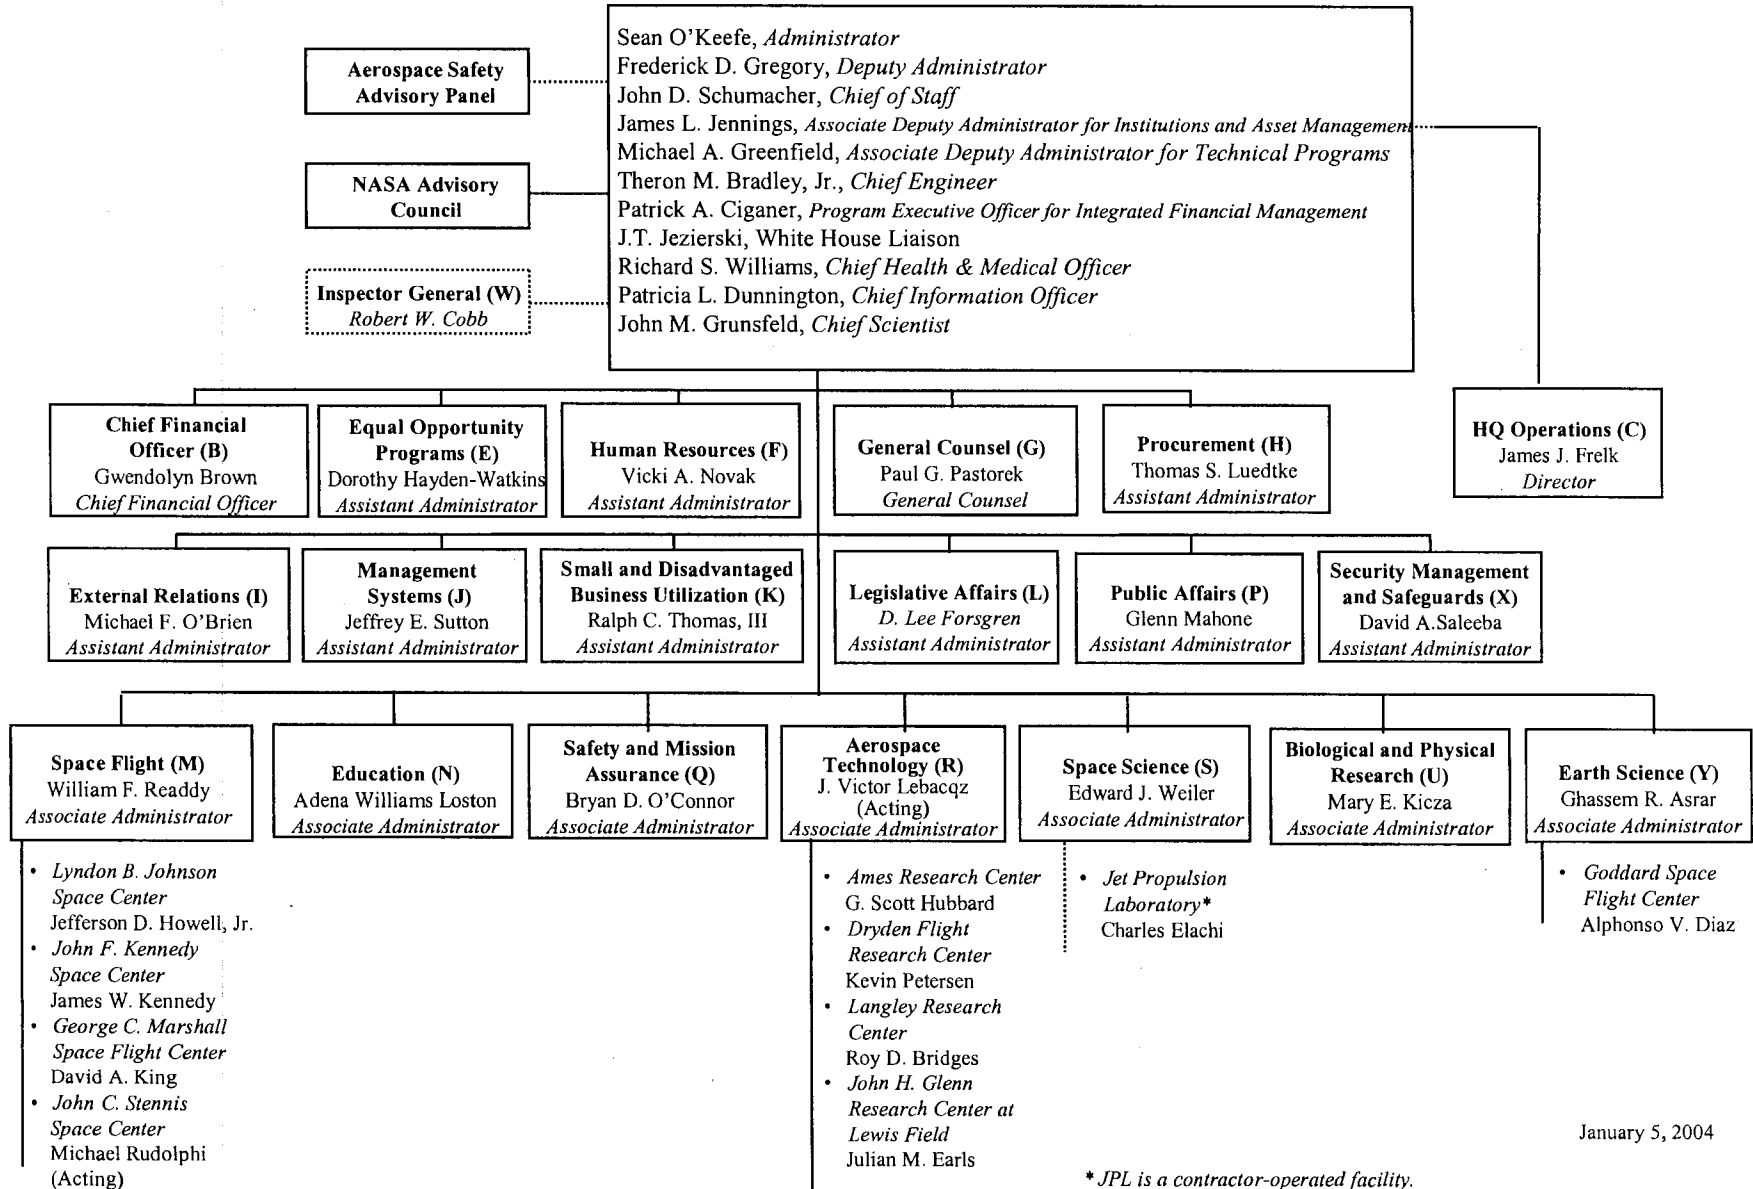 Aerospace Safety
Advisory Panel
NASA Advisory
Council
Inspector General (W)
Robert W. Cobb
Sean O'Keefe, Administrator
Frederick D. Gregory, Deputy Administrator
John D. Schumacher, Chief of Staff
James L. Jennings, Associate Deputy Administrator for Institutions and Asset Management
Michael A. Greenfield, Associate Deputy Administrator for Technical Programs
Theron M. Bradley, Jr., Chief Engineer
Patrick A. Ciganer, Program Executive Officer for Integrated Financial Management
J.T. Jezierski, White House Liaison
Richard S. Williams, Chief Health & Medical Officer
Patricia L. Dunnington, Chief Information Officer
John M. Grunsfeld, Chief Scientist
Chief Financial
Officer (B)
Gwendolyn Brown
Chief Financial Officer
Equal Opportunity
Programs (E)
Dorothy Hayden-Watkins
Assistant Administrator
Human Resources (F)
Vicki A. Novak
Assistant Administrator
General Counsel (G)
Paul G. Pastorek
General Counsel
Procurement (H)
Thomas S. Luedtke
Assistant Administrator
HQ Operations (C)
James J. Frelk
Director
External Relations (I)
Michael F. O'Brien
Assistant Administrator
Management
Systems (J)
Jeffrey E. Sutton
Assistant Administrator
Small and Disadvantaged
Business Utilization (K)
Ralph C. Thomas, III
Assistant Administrator
Legislative Affairs (L)
D. Lee Forsgren
Assistant Administrator
Public Affairs (P)
Glenn Mahone
Assistant Administrator
Security Management
and Safeguards (X)
David A.Saleeba
Assistant Administrator
Space Flight (M)
William F. Readdy
Associate Administrator
Education (N)
Adena Williams Loston
Associate Administrator
Safety and Mission
Assurance (Q)
Bryan D. O'Connor
Associate Administrator
Aerospace
Technology (R)
J. Victor Lebacqz
(Acting)
Associate Administrator
Space Science (S)
Edward J. Weiler
Associate Administrator
Biological and Physical
Research (U)
Mary E. Kicza
Associate Administrator
Earth Science (Y)
Ghassem R. Asrar
Associate Administrator
• Lyndon B. Johnson
Space Center
Jefferson D. Howell, Jr.
• John F. Kennedy
Space Center
James W. Kennedy
• George C. Marshall
Space Flight Center
David A. King
• John C. Stennis
Space Center
Michael Rudolphi
(Acting)
• Ames Research Center
G. Scott Hubbard
• Dryden Flight
Research Center
Kevin Petersen
• Langley Research
Center
Roy D. Bridges
• John H. Glenn
Research Center at
Lewis Field
Julian M. Earls
• Jet Propulsion
Laboratory*
Charles Elachi
• Goddard Space
Flight Center
Alphonso V. Diaz
January 5, 2004
* JPL is a contractor-operated facility.